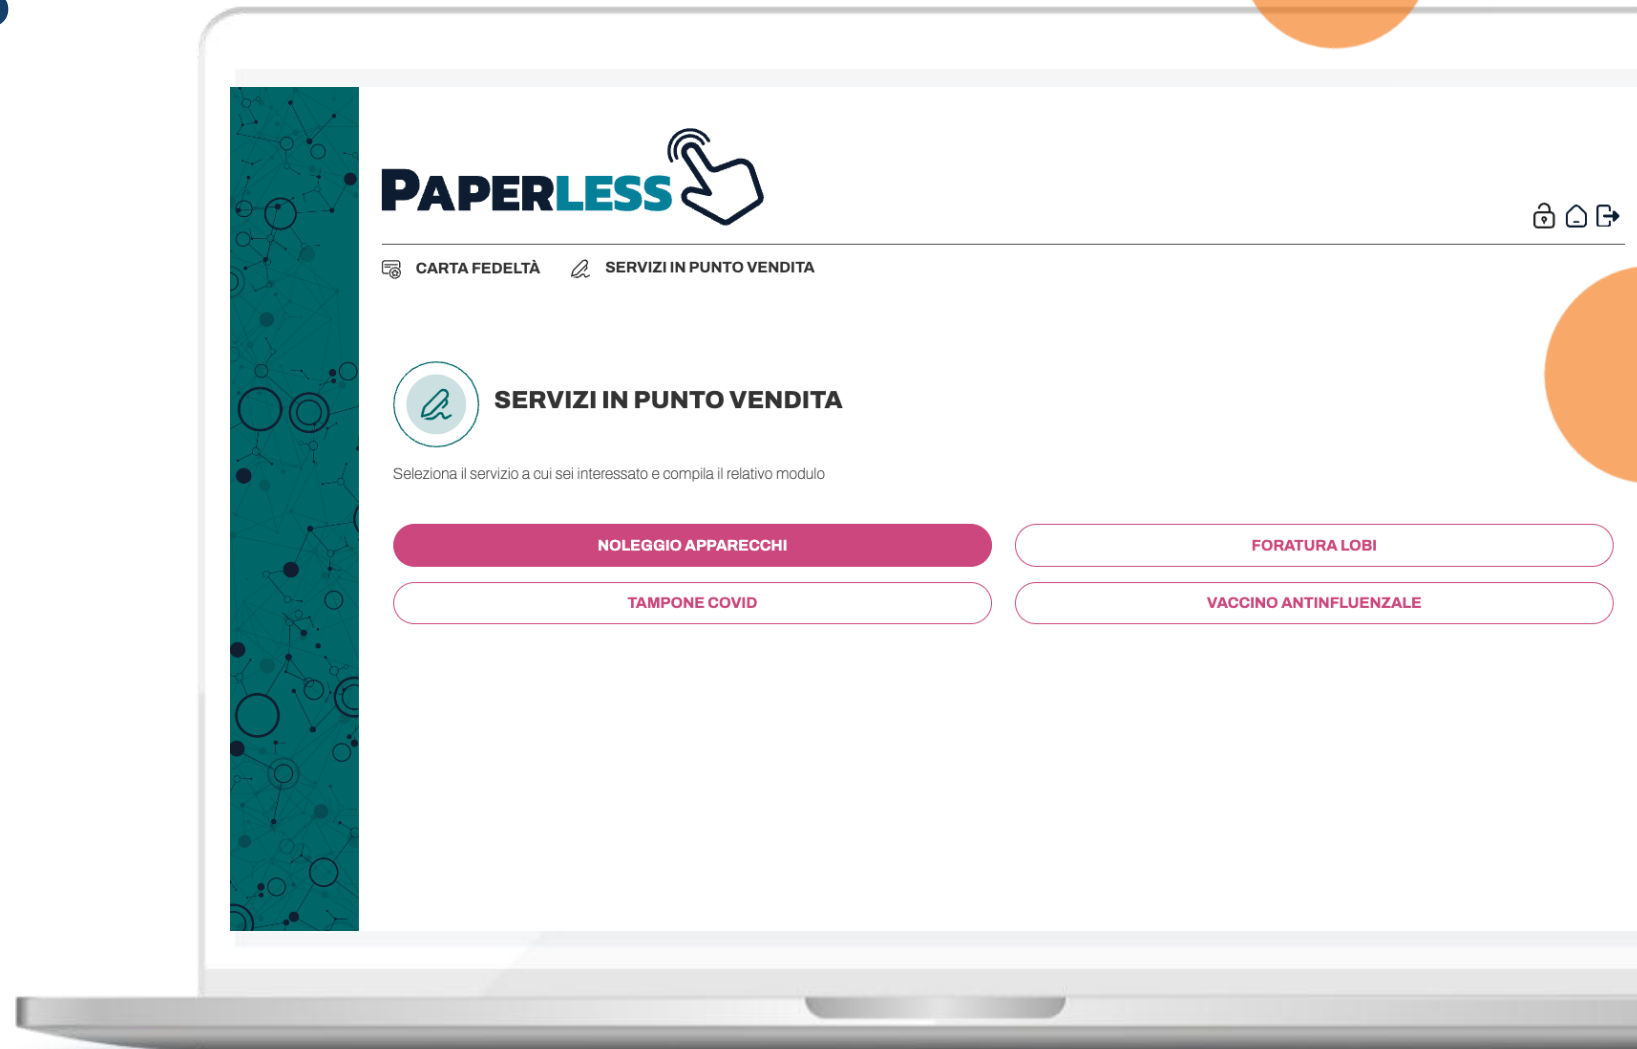 PAPERLESS
CARTA FEDELTÀ SERVIZI IN PUNTO VENDITA
SERVIZI IN PUNTO VENDITA
Seleziona il servizio a cui sei interessato e compila il relativo modulo
NOLEGGIO APPARECCHI FORATURA LOBI
TAMPONE COVID VACCINO ANTINFLUENZALE